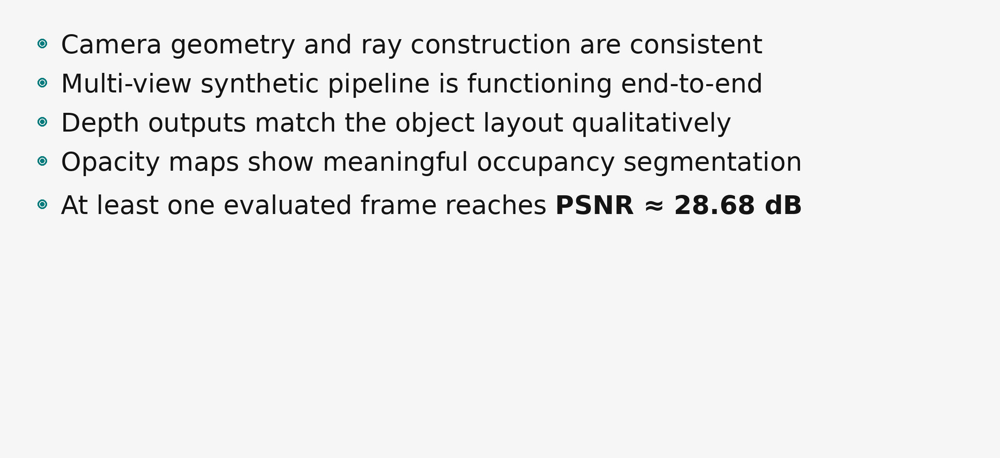 Camera geometry and ray construction are consistent
Multi-view synthetic pipeline is functioning end-to-end
Depth outputs match the object layout qualitatively
Opacity maps show meaningful occupancy segmentation
At least one evaluated frame reaches PSNR ≈ 28.68 dB